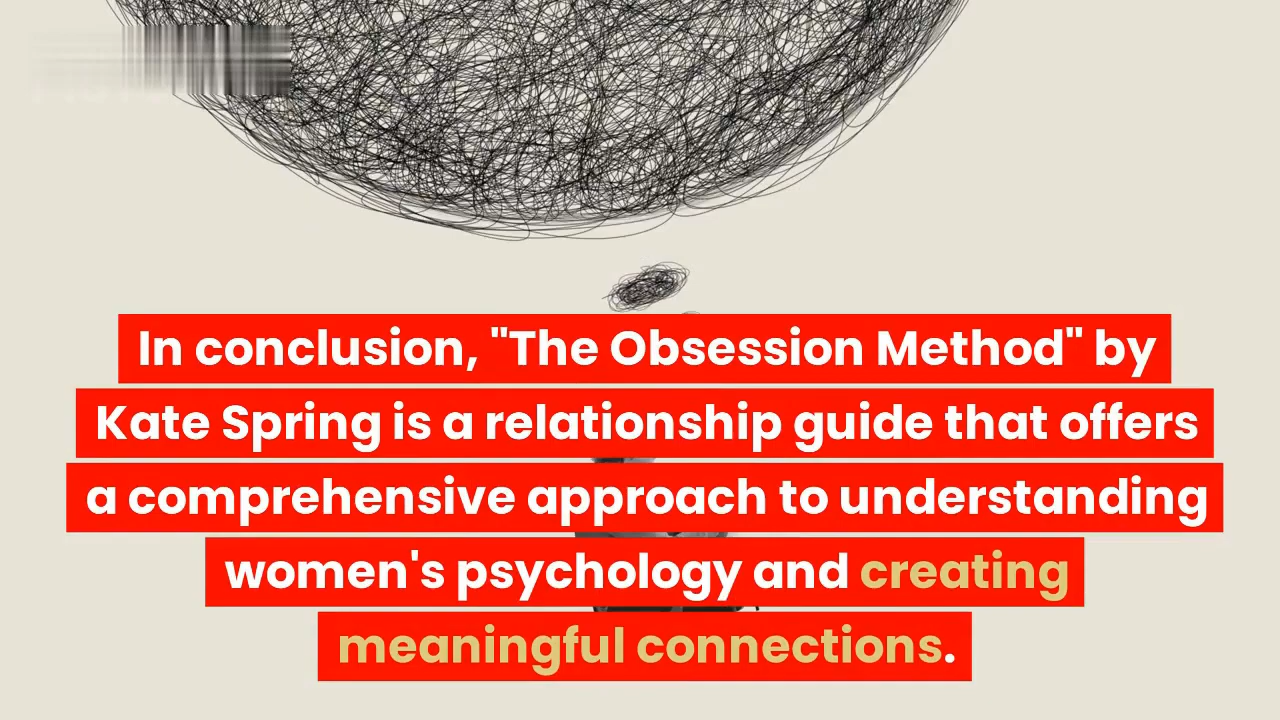 In conclusion, "The Obsession Method" by
Kate Spring is a relationship guide that offers
a comprehensive approach to understanding
women's psychology and creating
meaningful connections.